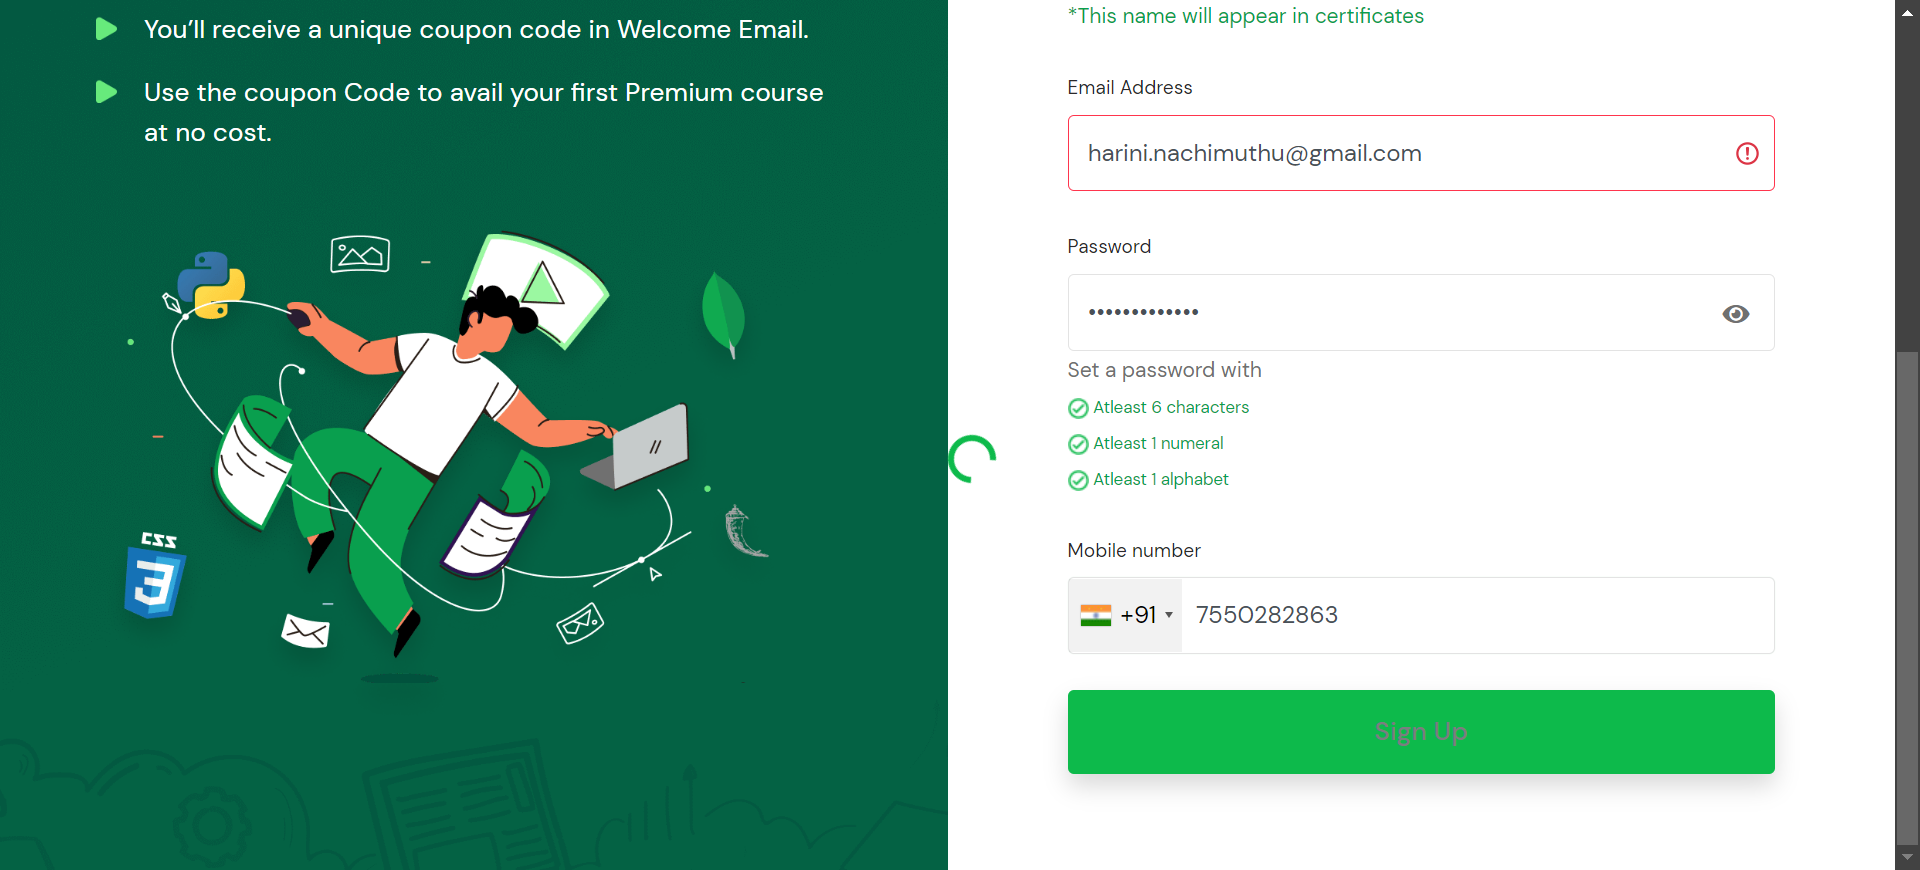 You’ll receive a unique coupon code in Welcome Email.
Use the coupon Code to avail your first Premium course
at no cost.
CSS
3
*This name will appear in certificates
Email Address
harini.nachimuthu@gmail.com
Password
•••••••••••••
Set a password with
Atleast 6 characters
Atleast 1 numeral
Atleast 1 alphabet
Mobile number
+91 7550282863
Sign Up